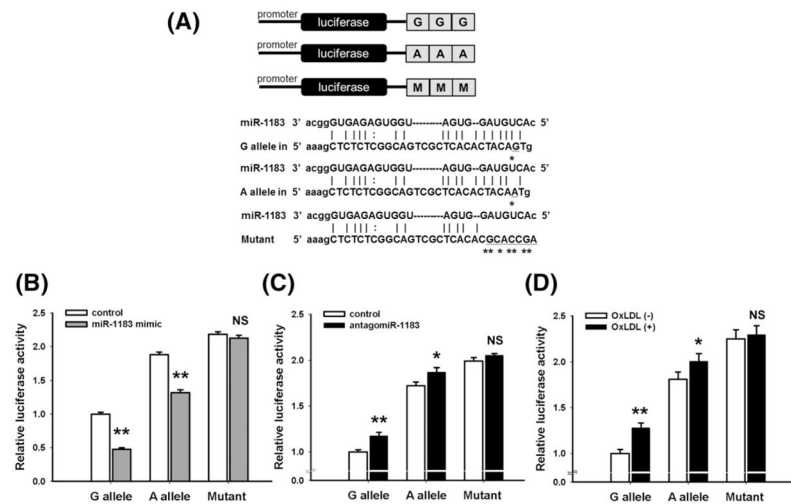 (A)
promoter luciferase G G G
promoter luciferase A A A
promoter luciferase M M M
miR-1183 3' acggGUGAGAGUGGU---------AGUG--GAUGUCAc 5'
| | ||| : | | || | | |||||| |
G allele in 5' aaagCTCTCTCGGCAGTCGCTCACACTACAGTg
*
miR-1183 3' acggGUGAGAGUGGU---------AGUG--GAUGUCAc 5'
| | ||| : | | || | | ||||| |
A allele in 5' aaagCTCTCTCGGCAGTCGCTCACACTACAATg
*
miR-1183 3' acggGUGAGAGUGGU---------AGUG--GAUGUCAc 5'
| | ||| : | | || |
Mutant 5' aaagCTCTCTCGGCAGTCGCTCACACGCACCGA
** * ** **
(B)
Relative luciferase activity
2.5
2.0
1.5
1.0
0.5
0.0
control
miR-1183 mimic
**
**
NS
G allele A allele Mutant
(C)
Relative luciferase activity
2.5
2.0
1.5
1.0
0.0
control
antagomiR-1183
**
*
NS
G allele A allele Mutant
(D)
Relative luciferase activity
2.5
2.0
1.0
0.0
OxLDL (-)
OxLDL (+)
**
*
NS
G allele A allele Mutant